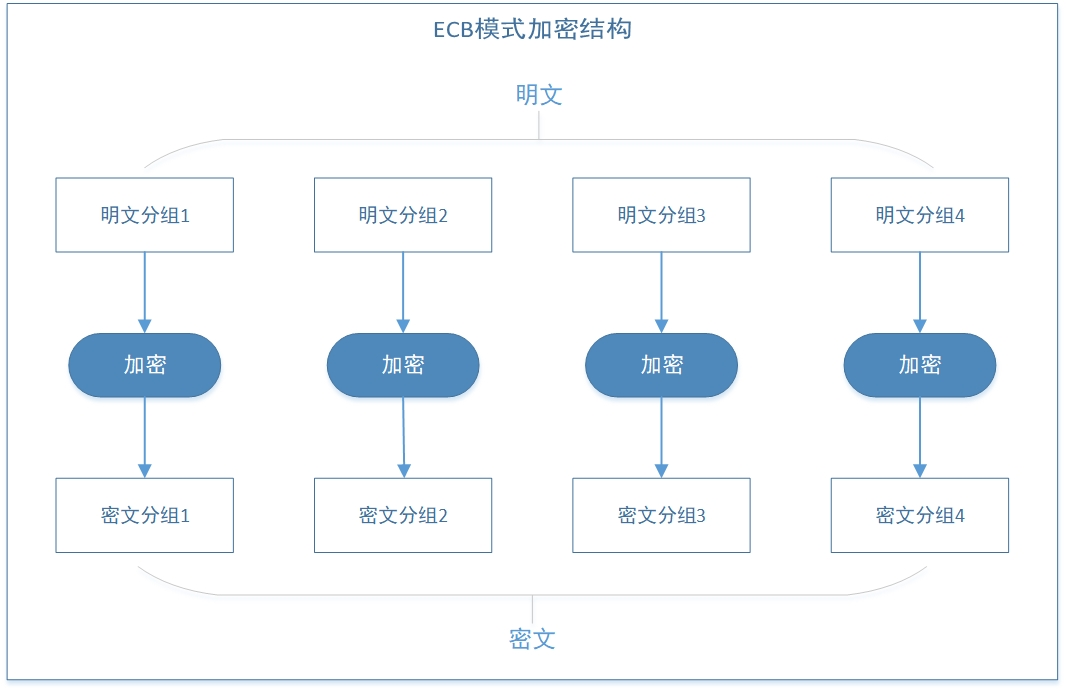 ECB模式加密结构
明文
明文分组1 明文分组2 明文分组3 明文分组4
加密 加密 加密 加密
密文分组1 密文分组2 密文分组3 密文分组4
密文